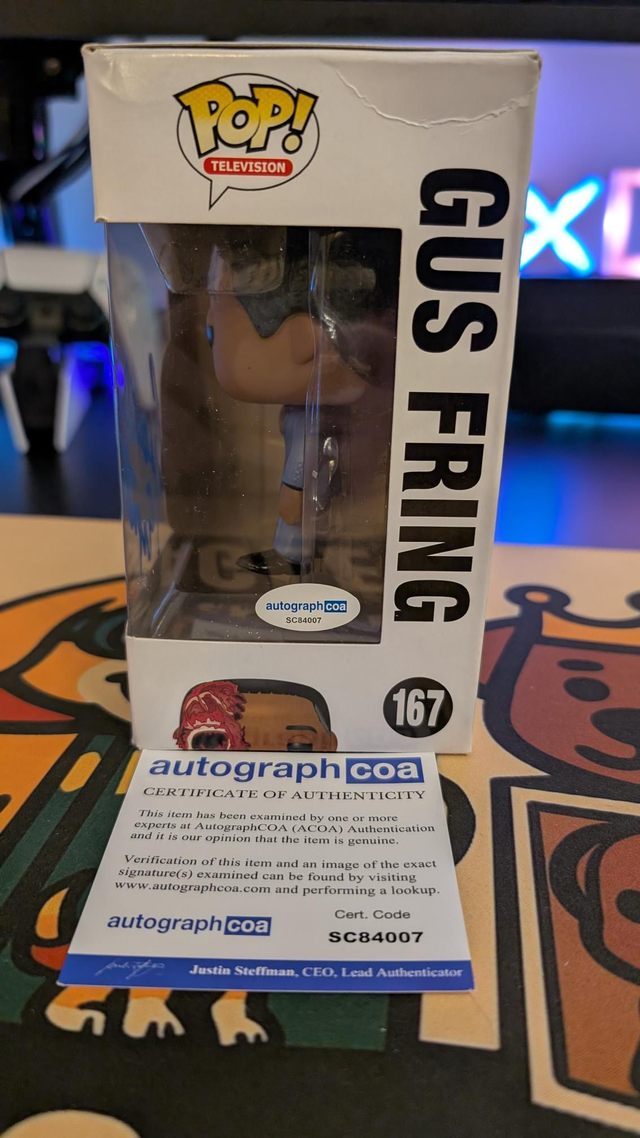 POP!
TELEVISION
GUS FRING
autographcoa
SC84007
167
autographcoa
CERTIFICATE OF AUTHENTICITY
This item has been examined by one or more
experts at AutographCOA (ACOA) Authentication
and it is our opinion that the item is genuine.
Verification of this item and an image of the exact
signature(s) examined can be found by visiting
www.autographcoa.com and performing a lookup.
autographcoa
Cert. Code
SC84007
Justin Steffman, CEO, Lead Authenticator